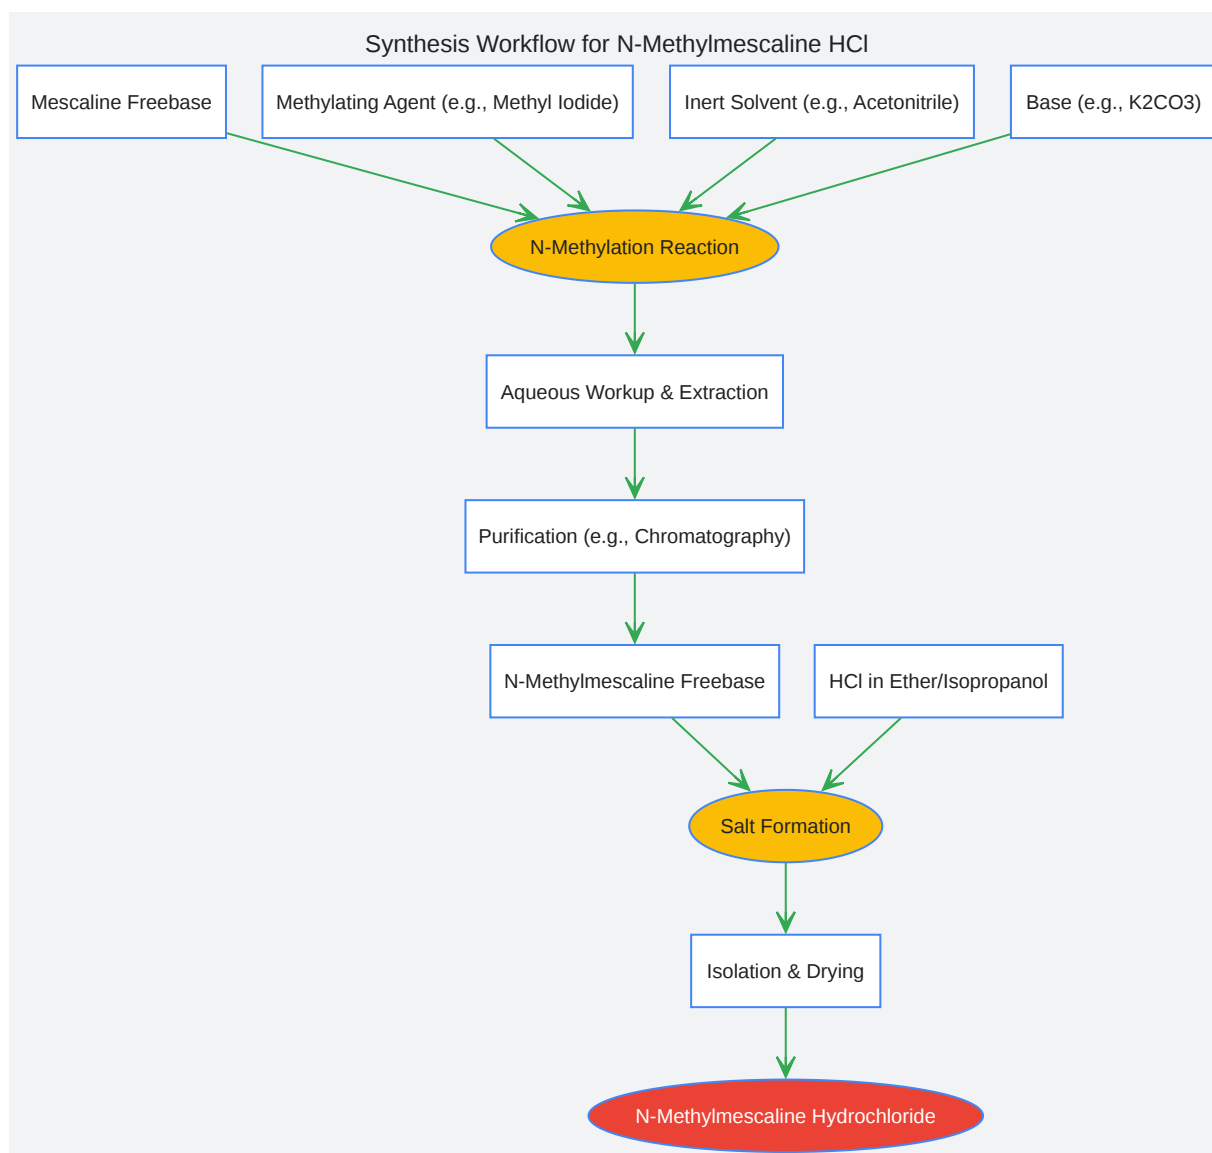 Synthesis Workflow for N-Methylmescaline HCl
Mescaline Freebase
Methylating Agent (e.g., Methyl Iodide)
Inert Solvent (e.g., Acetonitrile)
Base (e.g., K2CO3)
N-Methylation Reaction
Aqueous Workup & Extraction
Purification (e.g., Chromatography)
N-Methylmescaline Freebase
HCl in Ether/Isopropanol
Salt Formation
Isolation & Drying
N-Methylmescaline Hydrochloride